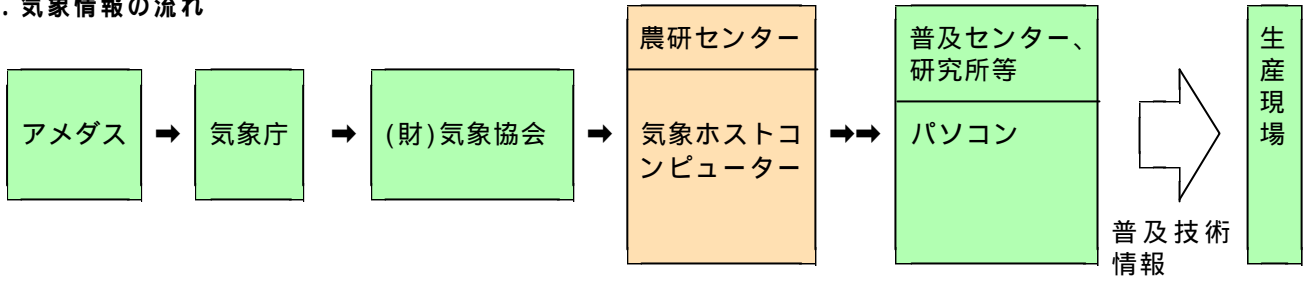 . 気象情報の流れ
アメダス
➡
気象庁
➡
(財)気象協会
➡
農研センター
気象ホストコ
ンピューター
➡➡
普及センター、
研究所等
パソコン
普及技術
情報
生産現場